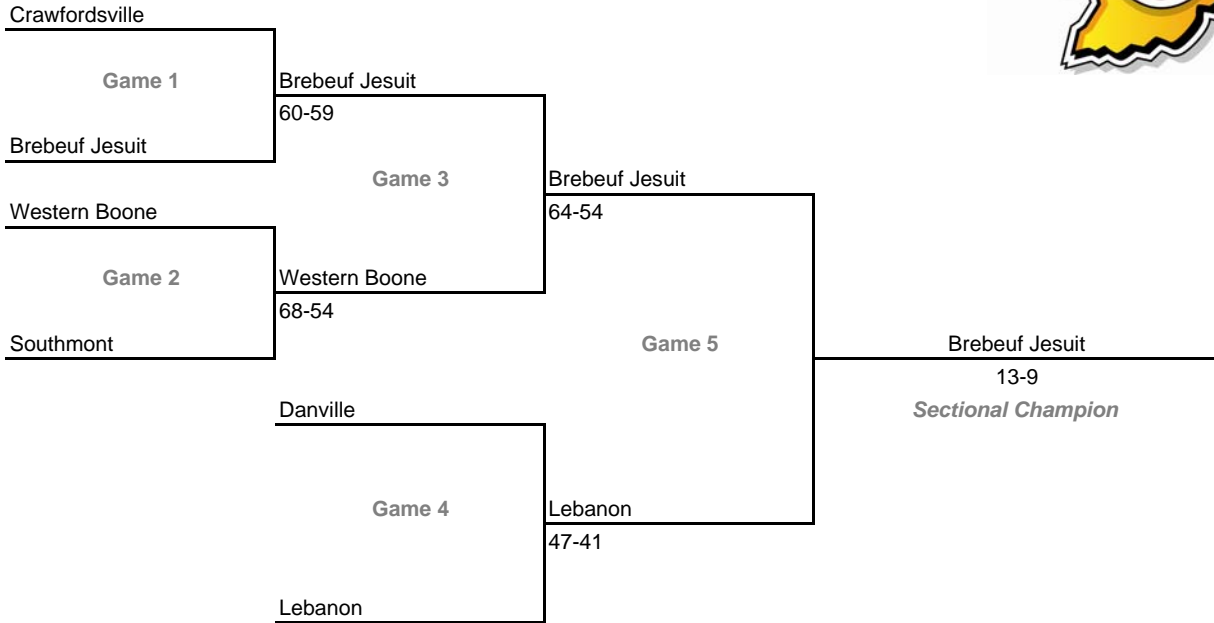 Crawfordsville
Game 1
Brebeuf Jesuit
60-59
Brebeuf Jesuit
Game 3
Brebeuf Jesuit
Western Boone
64-54
Game 2
Western Boone
68-54
Southmont
Game 5
Brebeuf Jesuit
13-9
Danville
Sectional Champion
Game 4
Lebanon
47-41
Lebanon